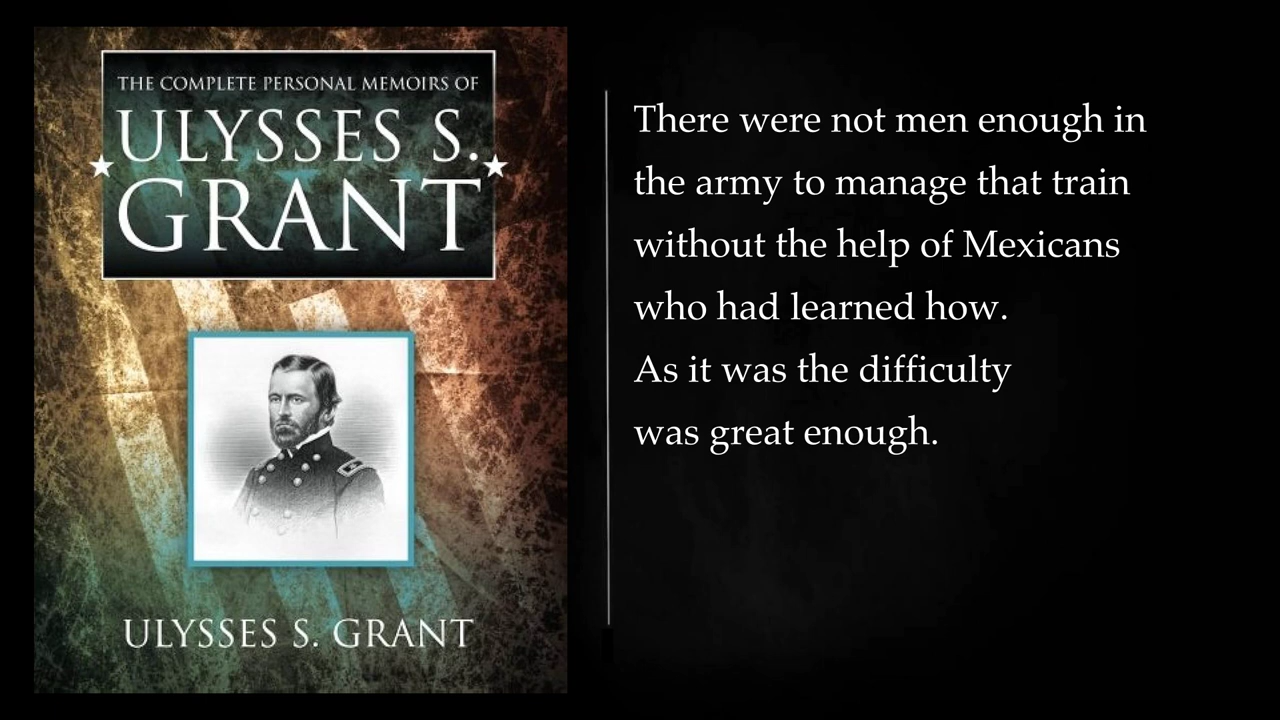 THE COMPLETE PERSONAL MEMOIRS OF
ULYSSES S.
GRANT
ULYSSES S. GRANT
There were not men enough in
the army to manage that train
without the help of Mexicans
who had learned how.
As it was the difficulty
was great enough.